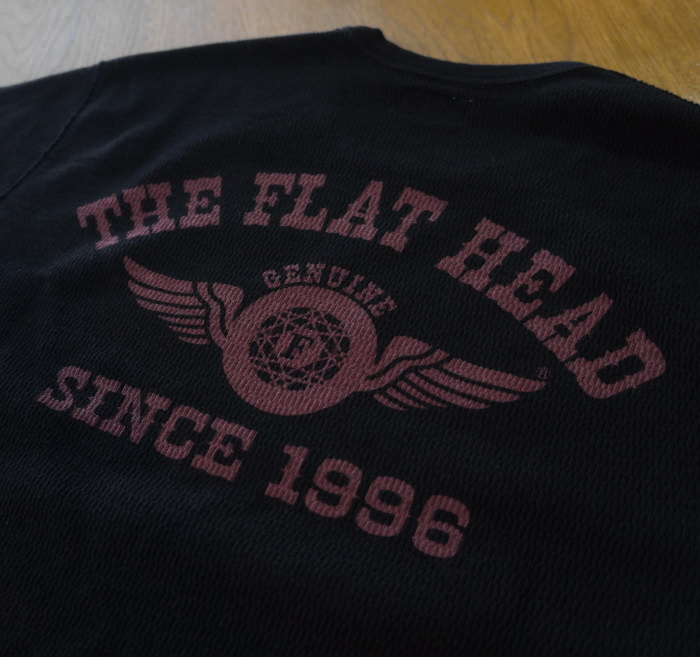 THE FLAT HEAD
GENUINE
F
®
SINCE 1996